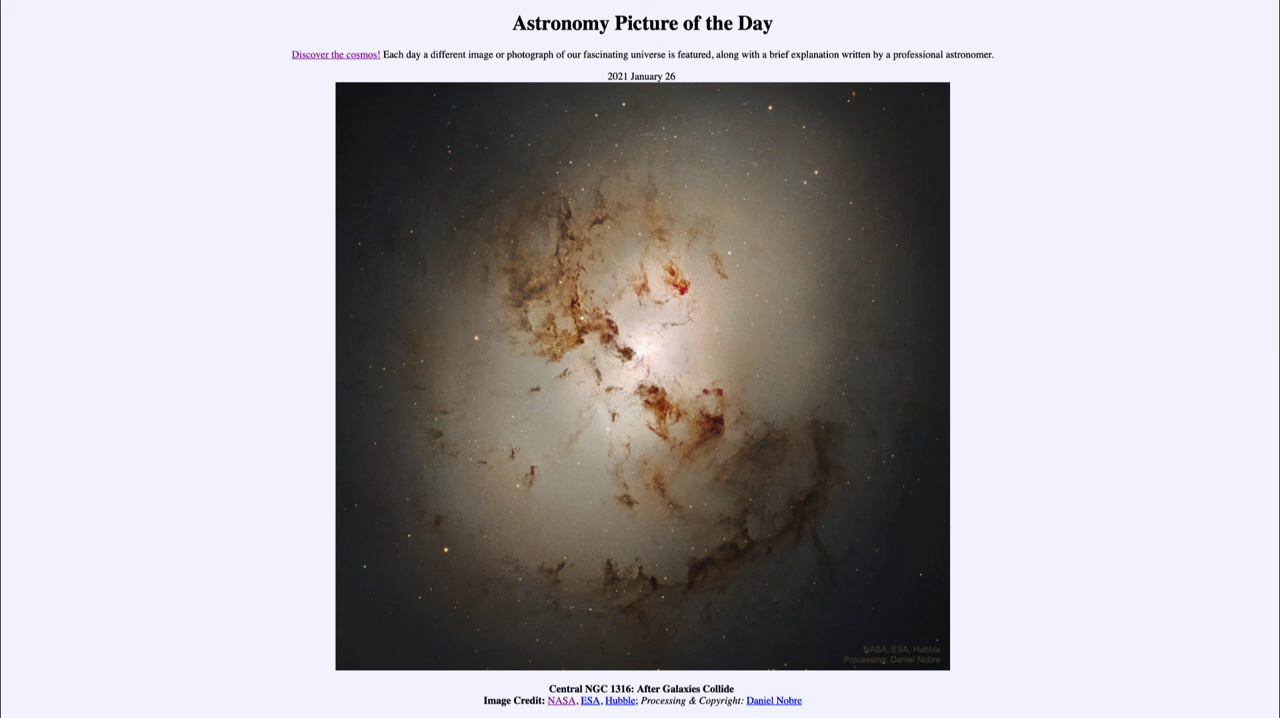 Astronomy Picture of the Day
Discover the cosmos! Each day a different image or photograph of our fascinating universe is featured, along with a brief explanation written by a professional astronomer.
2021 January 26
NASA, ESA, Hubble
Processing: Daniel Nobre
Central NGC 1316: After Galaxies Collide
Image Credit: NASA, ESA, Hubble; Processing & Copyright: Daniel Nobre